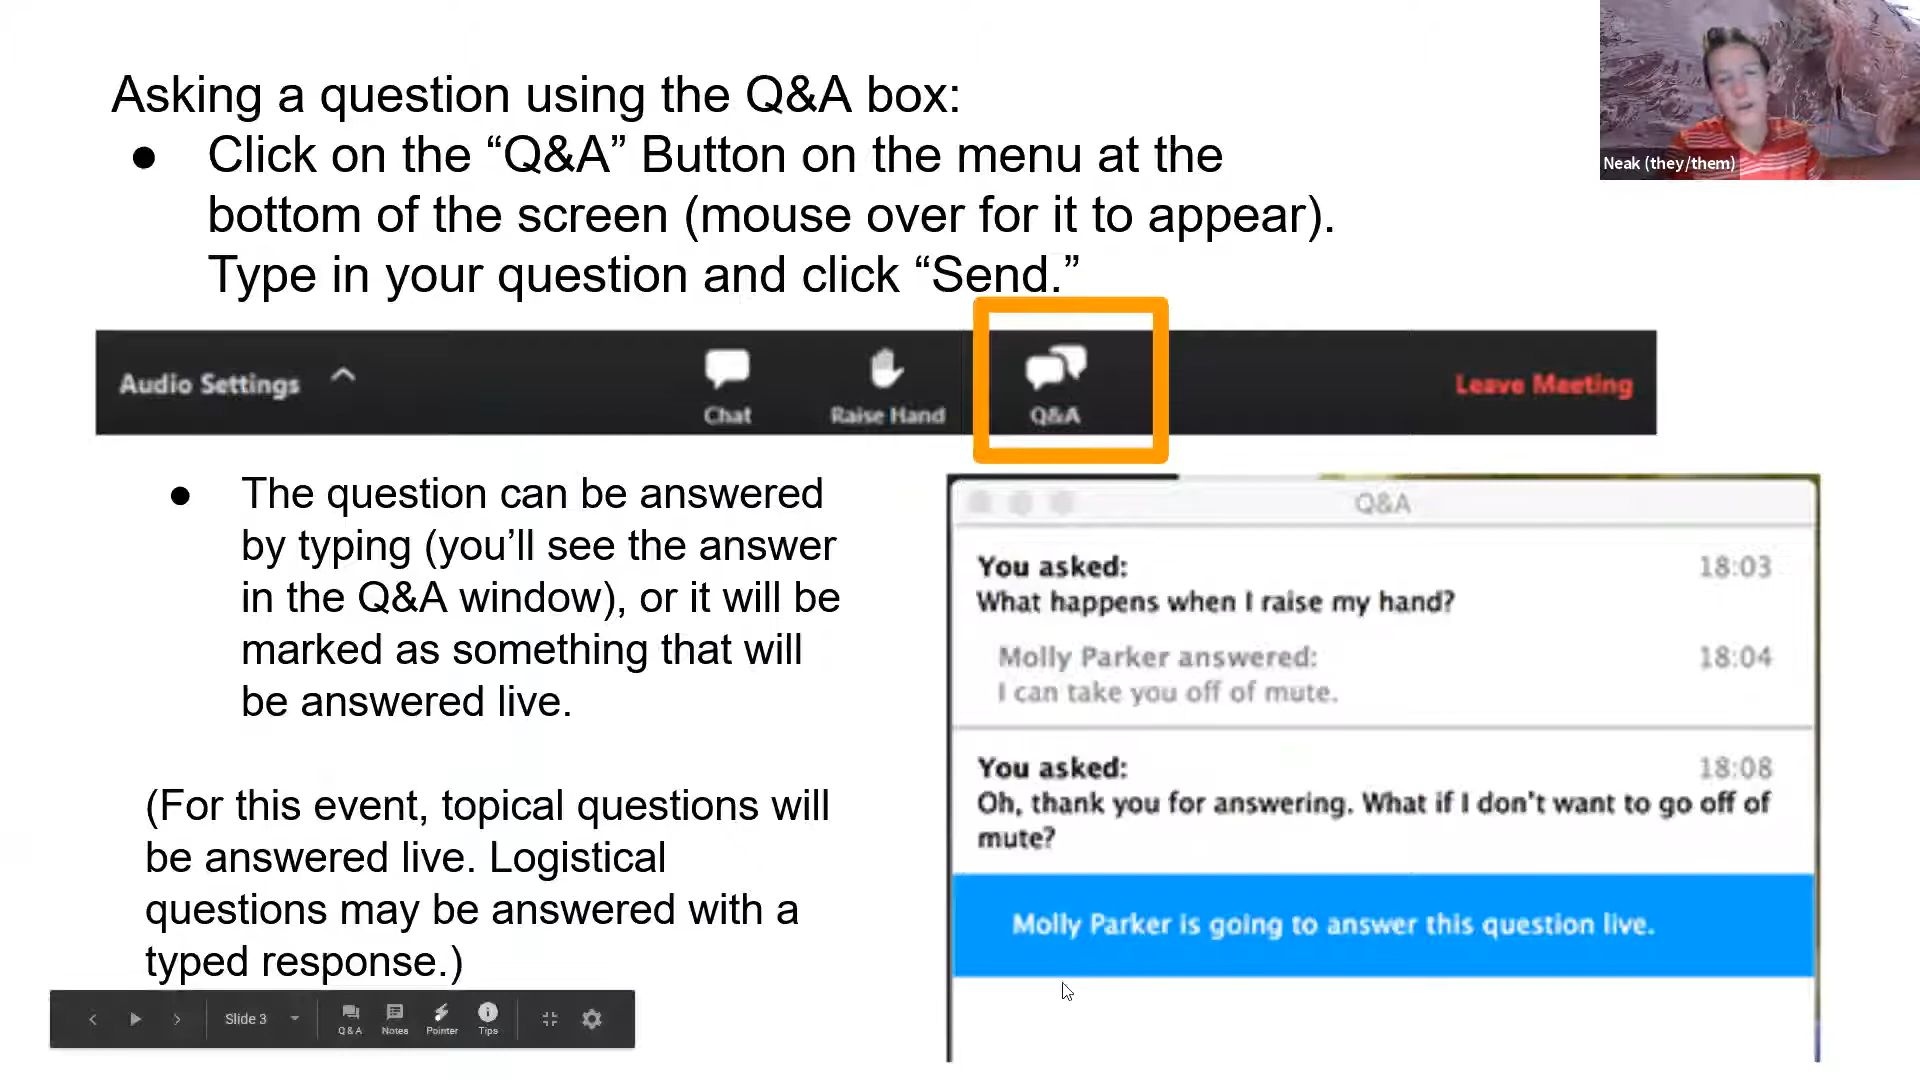 Asking a question using the Q&A box:
● Click on the “Q&A” Button on the menu at the
bottom of the screen (mouse over for it to appear).
Type in your question and click “Send.”
Neak (they/them)
Audio Settings
Chat
Raise Hand
Q&A
Leave Meeting
● The question can be answered
by typing (you’ll see the answer
in the Q&A window), or it will be
marked as something that will
be answered live.
(For this event, topical questions will
be answered live. Logistical
questions may be answered with a
typed response.)
Q&A
You asked: 18:03
What happens when I raise my hand?
Molly Parker answered: 18:04
I can take you off of mute.
You asked: 18:08
Oh, thank you for answering. What if I don't want to go off of
mute?
Molly Parker is going to answer this question live.
Slide 3
Q & A
Notes
Pointer
Tips